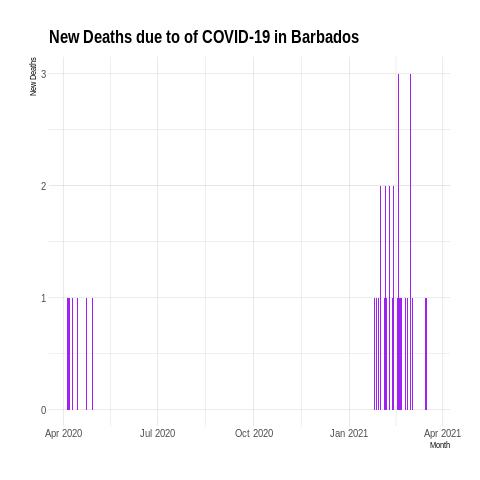 New Deaths due to of COVID-19 in Barbados
New Deaths
3
2
1
0
Apr 2020 Jul 2020 Oct 2020 Jan 2021 Apr 2021
Month